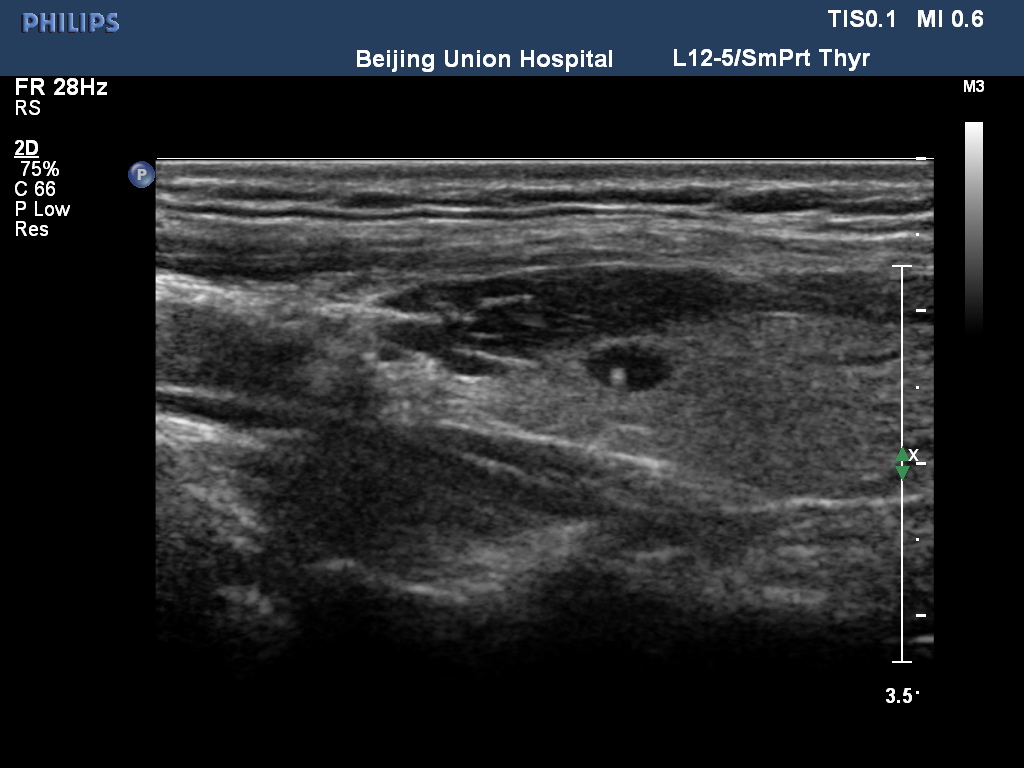 PHILIPS
TIS0.1 MI 0.6
Beijing Union Hospital L12-5/SmPrt Thyr
FR 28Hz
RS
M3
2D
75%
C 66
P Low
Res
P
X
3.5